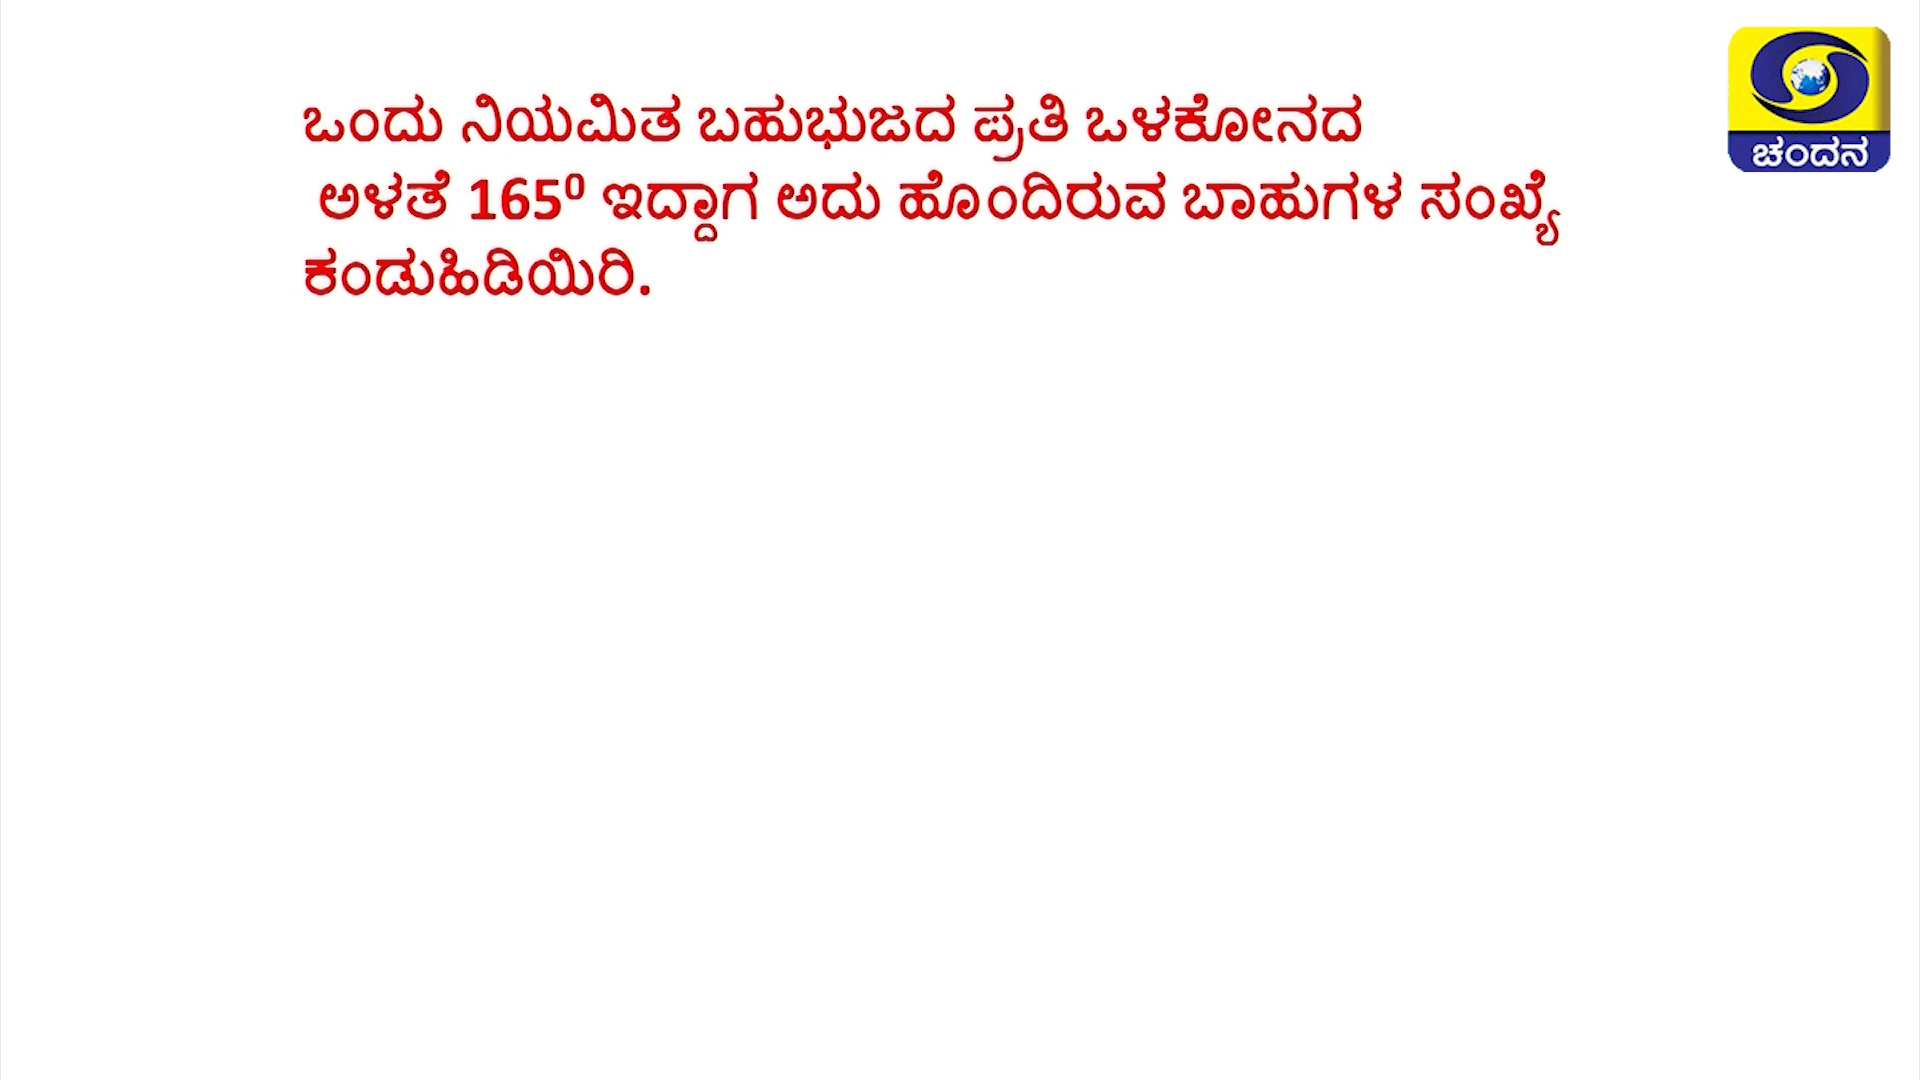 ಒಂದು ನಿಯಮಿತ ಬಹುಭುಜದ ಪ್ರತಿ ಒಳಕೋನದ
ಅಳತೆ 165⁰ ಇದ್ದಾಗ ಅದು ಹೊಂದಿರುವ ಬಾಹುಗಳ ಸಂಖ್ಯೆ
ಕಂಡುಹಿಡಿಯಿರಿ.
ಚಂದನ